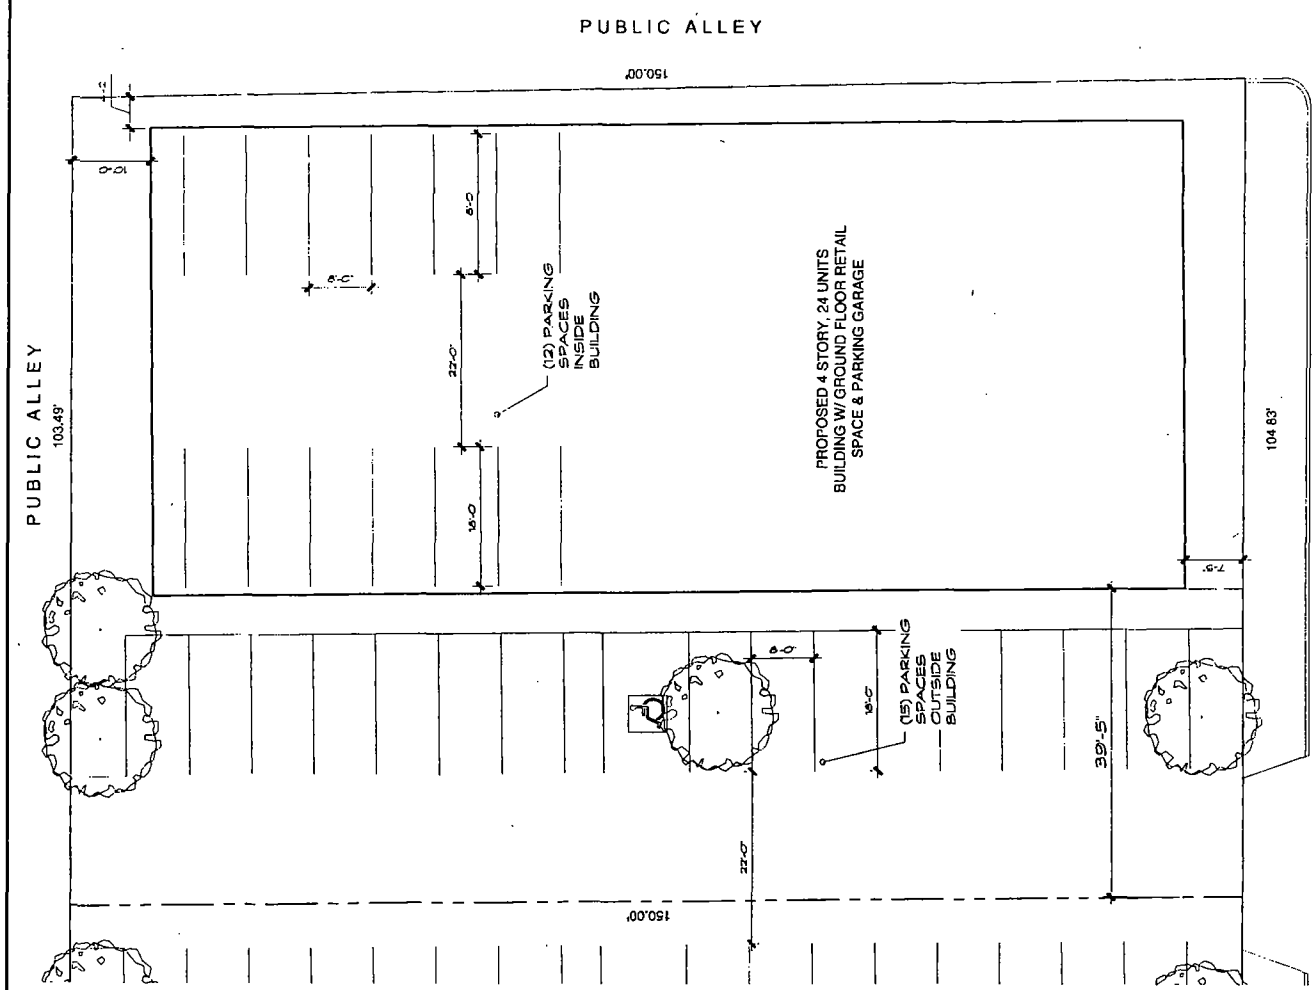 PUBLIC ALLEY
150.00'
10'-0
8'-0
8'-0"
22'-0"
(12) PARKING
SPACES
INSIDE
BUILDING
PUBLIC ALLEY
103.49'
PROPOSED 4 STORY, 24 UNITS
BUILDING W/ GROUND FLOOR RETAIL
SPACE & PARKING GARAGE
104 83'
18'-0
7'-5"
8'-0"
18'-0"
(15) PARKING
SPACES
OUTSIDE
BUILDING
39'-5"
22'-0"
150.00'